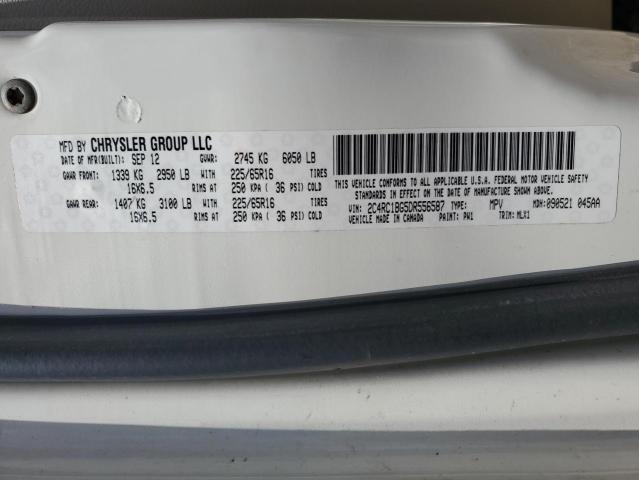 MFD BY CHRYSLER GROUP LLC
DATE OF MFR(BUILT): SEP 12 GVWR: 2745 KG 6050 LB
GAWR FRONT: 1339 KG 2950 LB WITH 225/65R16 TIRES
16X6.5 RIMS AT 250 KPA ( 36 PSI) COLD
GAWR REAR: 1407 KG 3100 LB WITH 225/65R16 TIRES
16X6.5 RIMS AT 250 KPA ( 36 PSI) COLD
THIS VEHICLE CONFORMS TO ALL APPLICABLE U.S.A. FEDERAL MOTOR VEHICLE SAFETY
STANDARDS IN EFFECT ON THE DATE OF MANUFACTURE SHOWN ABOVE.
VIN: 2C4RC1BG5DR556587 TYPE: MPV MDH: 090521 045AA
VEHICLE MADE IN CANADA PAINT: PW1 TRIM: MLX1